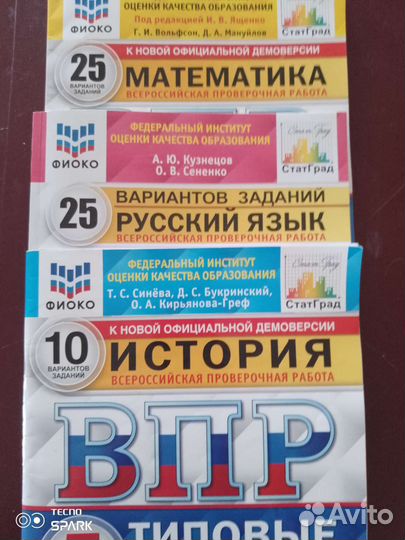 ОЦЕНКИ КАЧЕСТВА ОБРАЗОВАНИЯ
ФИОКО
Под редакцией И. В. Ященко
Г. И. Вольфсон, Д. А. Мануйлов
СтатГрад
К НОВОЙ ОФИЦИАЛЬНОЙ ДЕМОВЕРСИИ
25
ВАРИАНТОВ
ЗАДАНИЙ
МАТЕМАТИКА
ВСЕРОССИЙСКАЯ ПРОВЕРОЧНАЯ РАБОТА
ФЕДЕРАЛЬНЫЙ ИНСТИТУТ
ОЦЕНКИ КАЧЕСТВА ОБРАЗОВАНИЯ
ФИОКО
А. Ю. Кузнецов
О. В. Сененко
СтатГрад
СтатГрад
25
ВАРИАНТОВ ЗАДАНИЙ
РУССКИЙ ЯЗЫК
ВСЕРОССИЙСКАЯ ПРОВЕРОЧНАЯ РАБОТА
ФЕДЕРАЛЬНЫЙ ИНСТИТУТ
ОЦЕНКИ КАЧЕСТВА ОБРАЗОВАНИЯ
ФИОКО
Т. С. Синёва, Д. С. Букринский,
О. А. Кирьянова-Греф
СтатГрад
СтатГрад
К НОВОЙ ОФИЦИАЛЬНОЙ ДЕМОВЕРСИИ
10
ВАРИАНТОВ
ЗАДАНИЙ
ИСТОРИЯ
ВСЕРОССИЙСКАЯ ПРОВЕРОЧНАЯ РАБОТА
ВПР
ТИПОВЫЕ
TECNO
SPARK
Avito